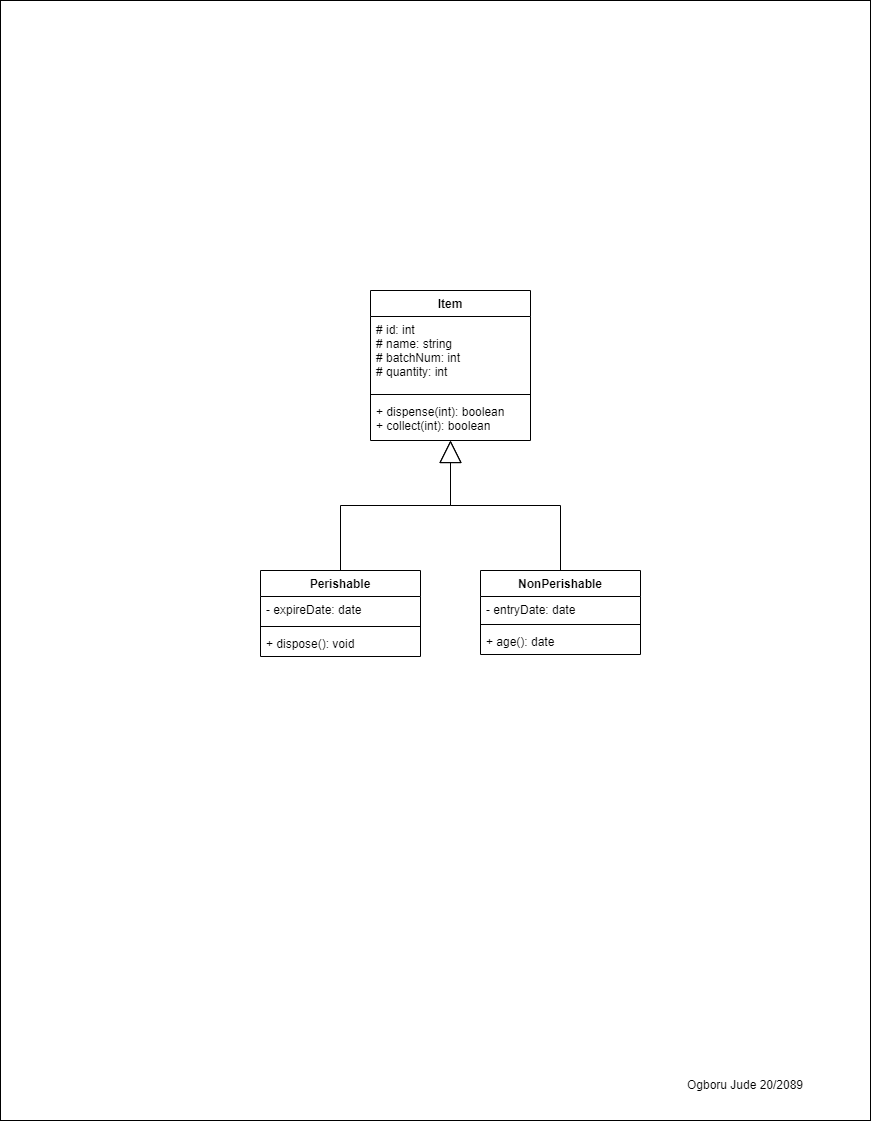 Item
# id: int
# name: string
# batchNum: int
# quantity: int
+ dispense(int): boolean
+ collect(int): boolean
Perishable
- expireDate: date
+ dispose(): void
NonPerishable
- entryDate: date
+ age(): date
Ogboru Jude 20/2089